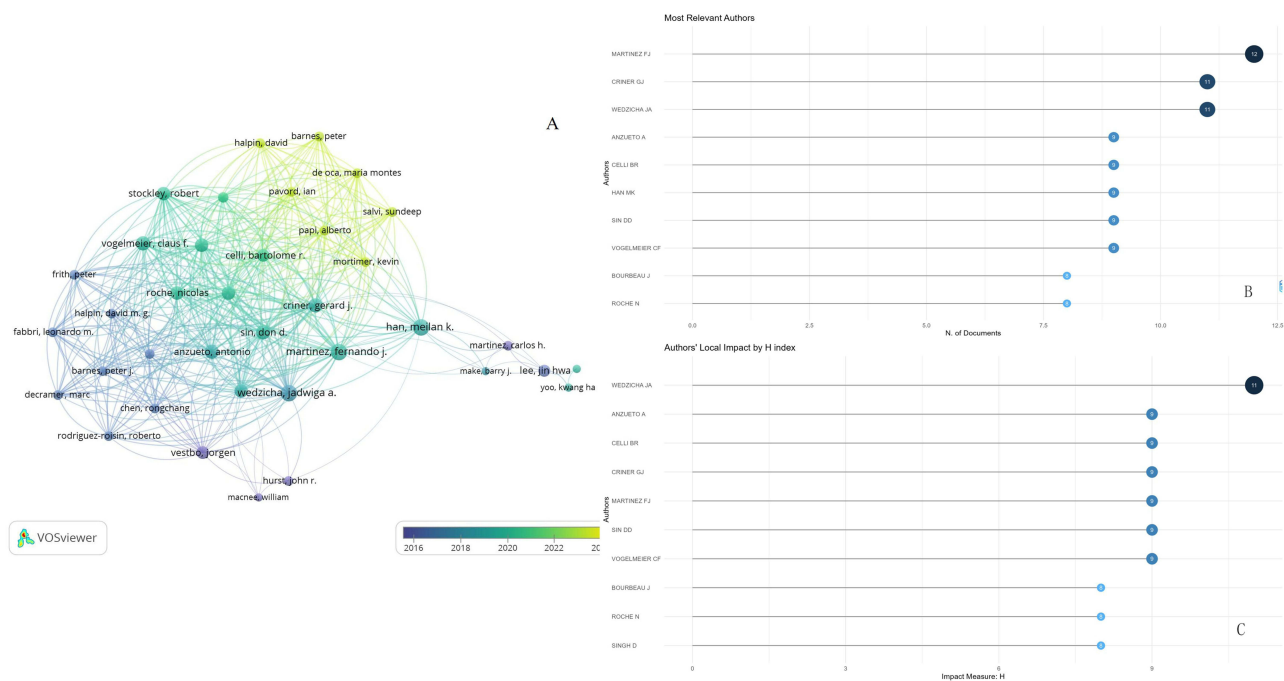 A
barnes, peter
halpin, david
de oca, maria montes
stockley, robert
pavord, ian
salvi, sundeep
papi, alberto
vogelmeier, claus f.
celli, bartolome r.
mortimer, kevin
frith, peter
roche, nicolas
criner, gerard j.
halpin, david m. g.
han, meilan k.
fabbri, leonardo m.
sin, don d.
martinez, carlos h.
anzueto, antonio
martinez, fernando j.
barnes, peter j.
make, barry j.
lee, jin hwa
yoo, kwang ha
decramer, marc
wedzicha, jadwiga a.
chen, rongchang
rodriguez-roisin, roberto
vestbo, jorgen
hurst, john r.
macnee, william
VOSviewer
2016 2018 2020 2022
Most Relevant Authors
MARTINEZ FJ 12
CRINER GJ 11
WEDZICHA JA 11
ANZUETO A 9
CELLI BR 9
HAN MK 9
SIN DD 9
VOGELMEIER CF 9
BOURBEAU J
ROCHE N
Authors
B
0.0 2.5 5.0 7.5 10.0 12.5
N. of Documents
Authors' Local Impact by H index
WEDZICHA JA 11
ANZUETO A 9
CELLI BR 9
CRINER GJ 9
MARTINEZ FJ 9
SIN DD 9
VOGELMEIER CF 9
BOURBEAU J
ROCHE N
SINGH D
Authors
C
0 3 6 9
Impact Measure: H